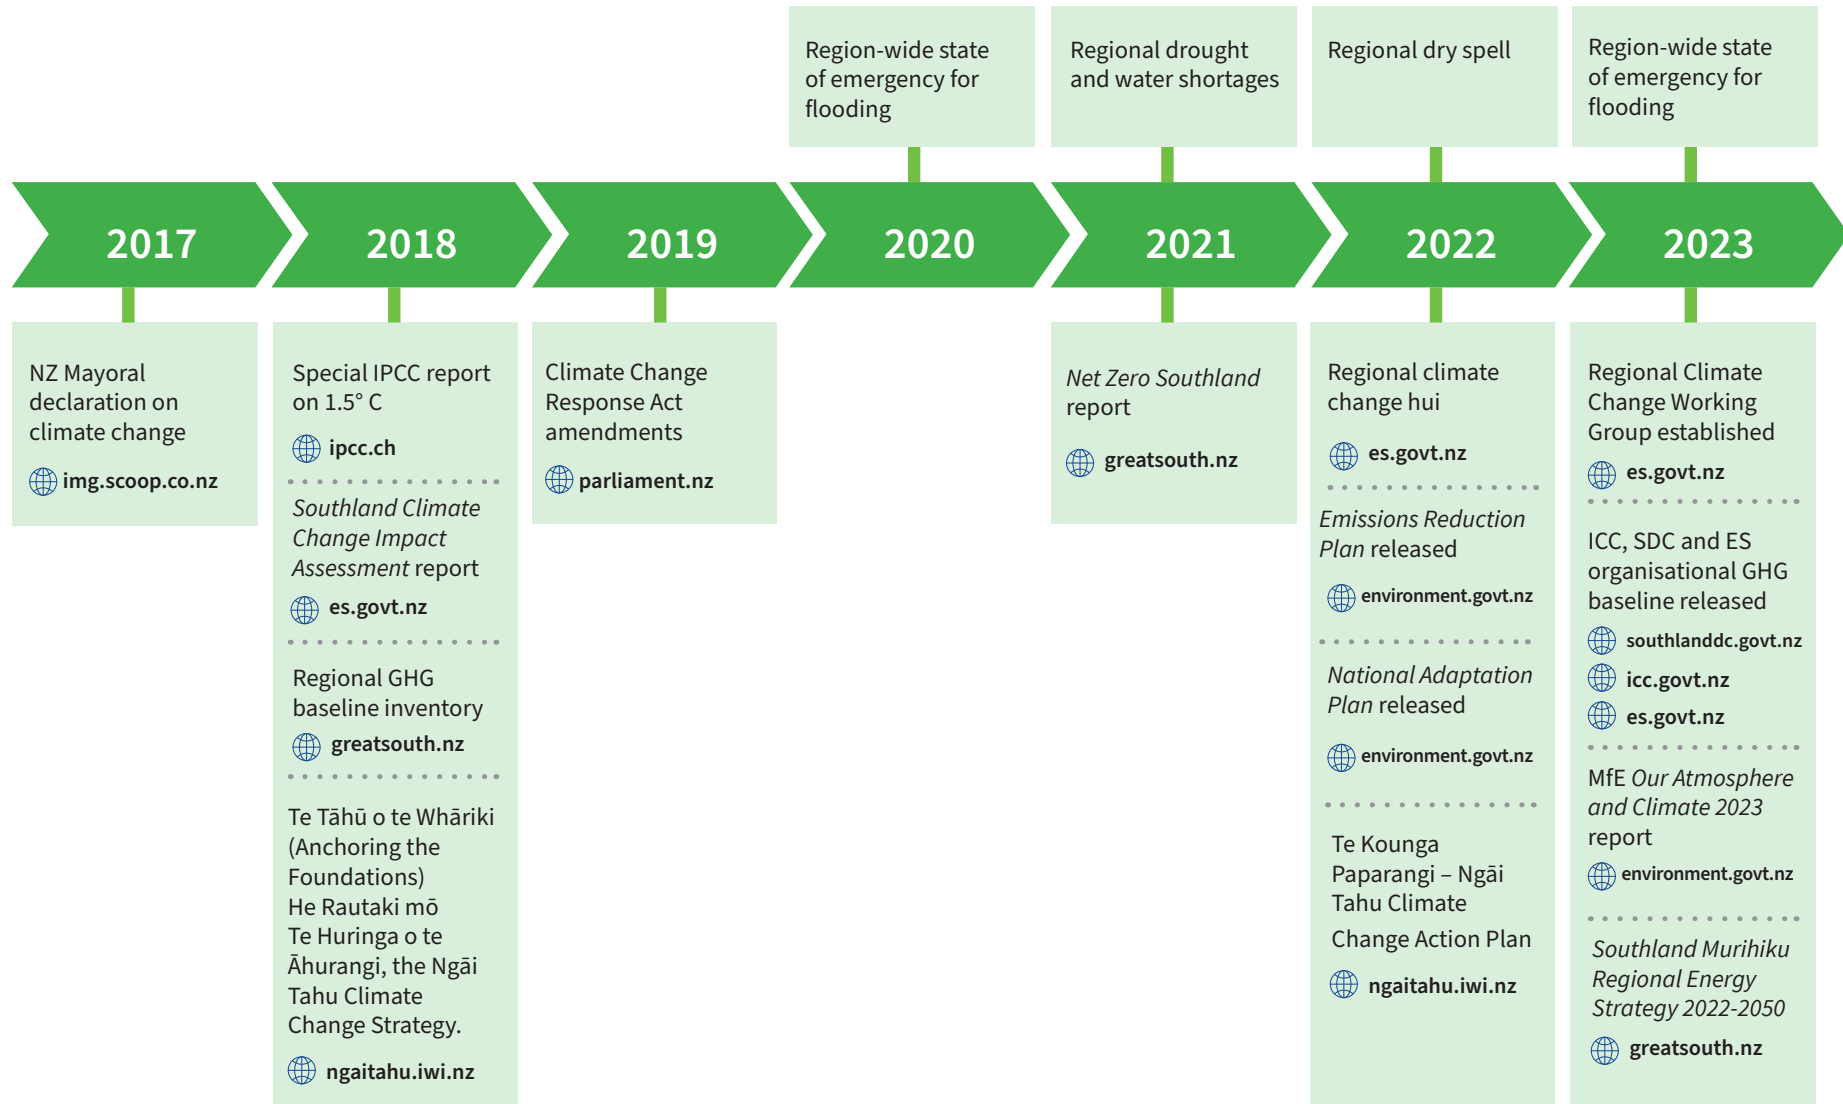 Region-wide state
of emergency for
flooding
Regional drought
and water shortages
Regional dry spell
Region-wide state
of emergency for
flooding
2017
2018
2019
2020
2021
2022
2023
NZ Mayoral
declaration on
climate change
img.scoop.co.nz
Special IPCC report
on 1.5° C
ipcc.ch
Southland Climate
Change Impact
Assessment report
es.govt.nz
Regional GHG
baseline inventory
greatsouth.nz
Te Tāhū o te Whāriki
(Anchoring the
Foundations)
He Rautaki mō
Te Huringa o te
Āhurangi, the Ngāi
Tahu Climate
Change Strategy.
ngaitahu.iwi.nz
Climate Change
Response Act
amendments
parliament.nz
Net Zero Southland
report
greatsouth.nz
Regional climate
change hui
es.govt.nz
Emissions Reduction
Plan released
environment.govt.nz
National Adaptation
Plan released
environment.govt.nz
Te Kounga
Paparangi – Ngāi
Tahu Climate
Change Action Plan
ngaitahu.iwi.nz
Regional Climate
Change Working
Group established
es.govt.nz
ICC, SDC and ES
organisational GHG
baseline released
southlanddc.govt.nz
icc.govt.nz
es.govt.nz
MfE Our Atmosphere
and Climate 2023
report
environment.govt.nz
Southland Murihiku
Regional Energy
Strategy 2022-2050
greatsouth.nz